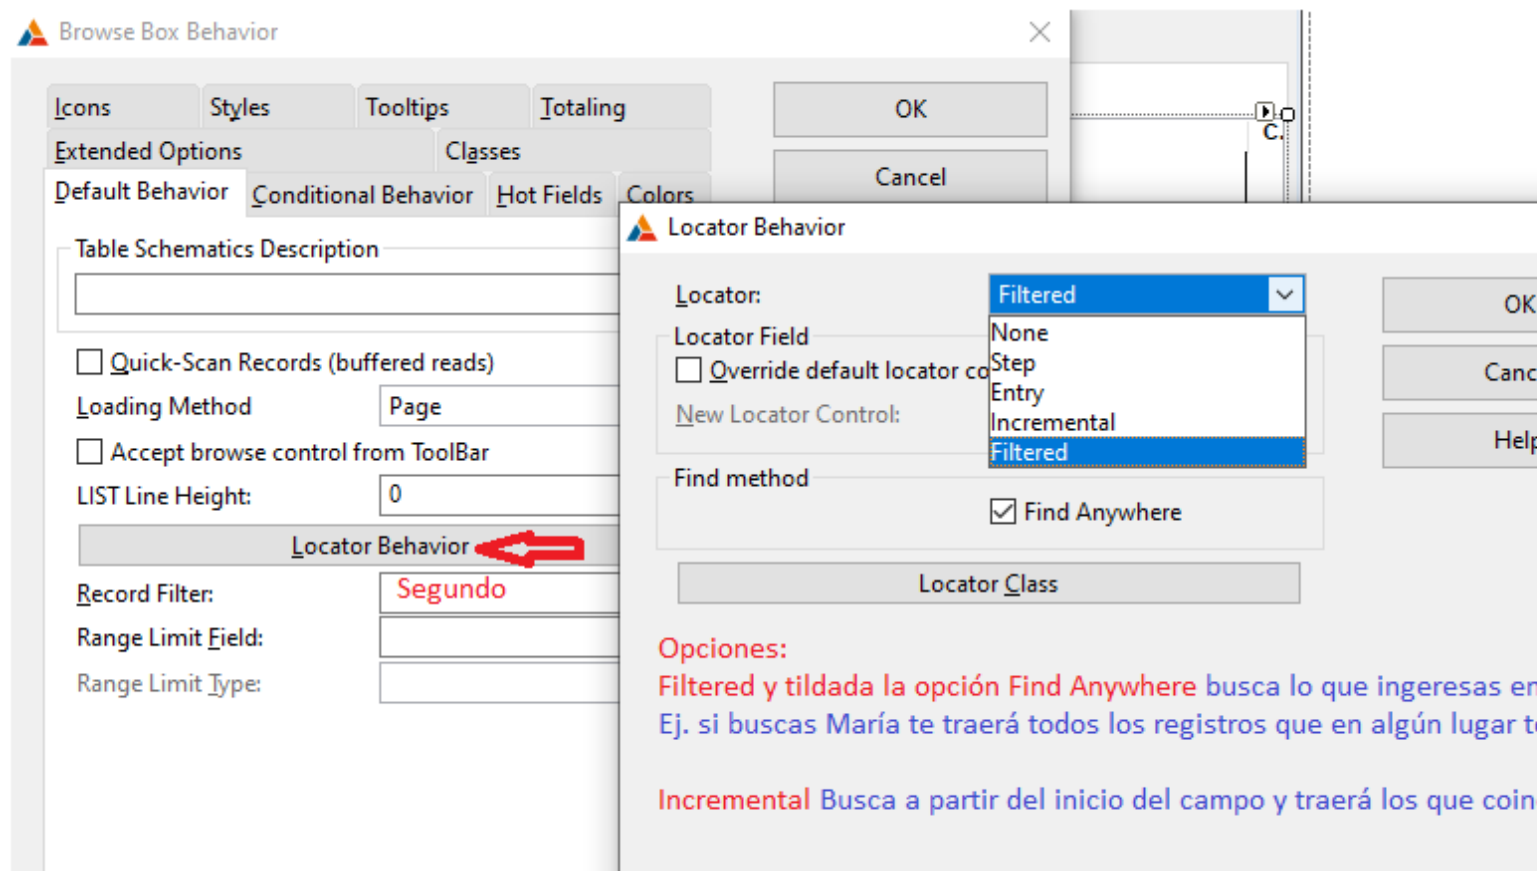 Browse Box Behavior
Icons Styles Tooltips Totaling
Extended Options Classes
Default Behavior Conditional Behavior Hot Fields Colors
OK
Cancel
C.
Table Schematics Description
Quick-Scan Records (buffered reads)
Loading Method Page
Accept browse control from ToolBar
LIST Line Height: 0
Locator Behavior
Record Filter: Segundo
Range Limit Field:
Range Limit Type:
Locator Behavior
Locator: Filtered
None
Step
Entry
Incremental
Filtered
Locator Field
Override default locator co
New Locator Control:
Find method
Find Anywhere
Locator Class
OK
Canc
Help
Opciones:
Filtered y tildada la opción Find Anywhere busca lo que ingeresas en
Ej. si buscas María te traerá todos los registros que en algún lugar te
Incremental Busca a partir del inicio del campo y traerá los que coin